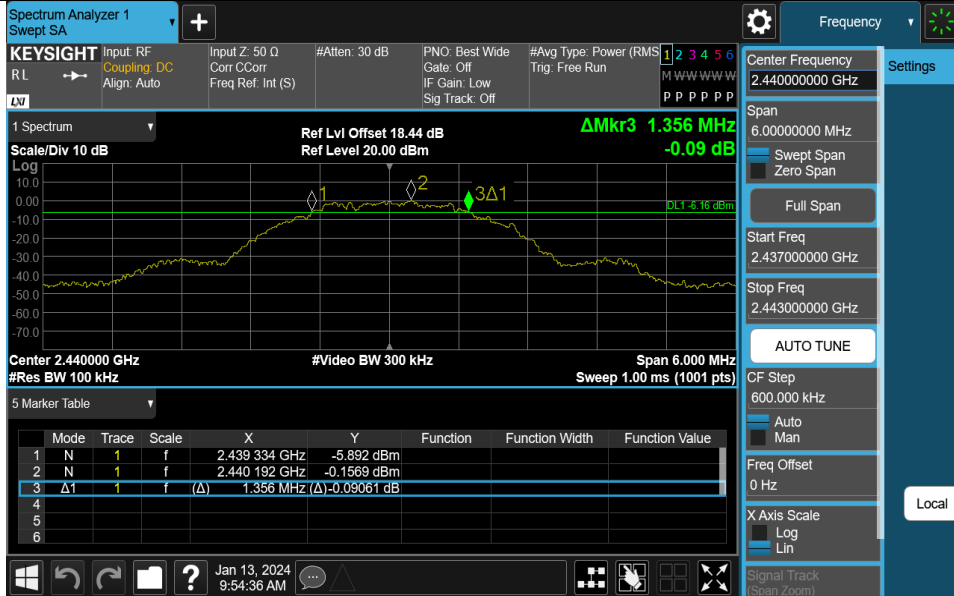 Spectrum Analyzer 1
Swept SA
+
Frequency
KEYSIGHT
R L
LXI
Input: RF
Coupling: DC
Align: Auto
Input Z: 50 Ω
Corr CCorr
Freq Ref: Int (S)
#Atten: 30 dB
PNO: Best Wide
Gate: Off
IF Gain: Low
Sig Track: Off
#Avg Type: Power (RMS
Trig: Free Run
1 2 3 4 5 6
M W W W W W
P P P P P P
1 Spectrum
Scale/Div 10 dB
Ref Lvl Offset 18.44 dB
Ref Level 20.00 dBm
ΔMkr3 1.356 MHz
-0.09 dB
Log
10.0
0.00
-10.0
-20.0
-30.0
-40.0
-50.0
-60.0
-70.0
1
2
3Δ1
DL1 -6.16 dBm
Center 2.440000 GHz
#Video BW 300 kHz
Span 6.000 MHz
#Res BW 100 kHz
Sweep 1.00 ms (1001 pts)
5 Marker Table
Mode Trace Scale X Y Function Function Width Function Value
1 N 1 f 2.439 334 GHz -5.892 dBm
2 N 1 f 2.440 192 GHz -0.1569 dBm
3 Δ1 1 f (Δ) 1.356 MHz (Δ)-0.09061 dB
4
5
6
?
Jan 13, 2024
9:54:36 AM
Center Frequency
2.440000000 GHz
Span
6.00000000 MHz
Swept Span
Zero Span
Full Span
Start Freq
2.437000000 GHz
Stop Freq
2.443000000 GHz
AUTO TUNE
CF Step
600.000 kHz
Auto
Man
Freq Offset
0 Hz
X Axis Scale
Log
Lin
Signal Track
(Span Zoom)
Settings
Local